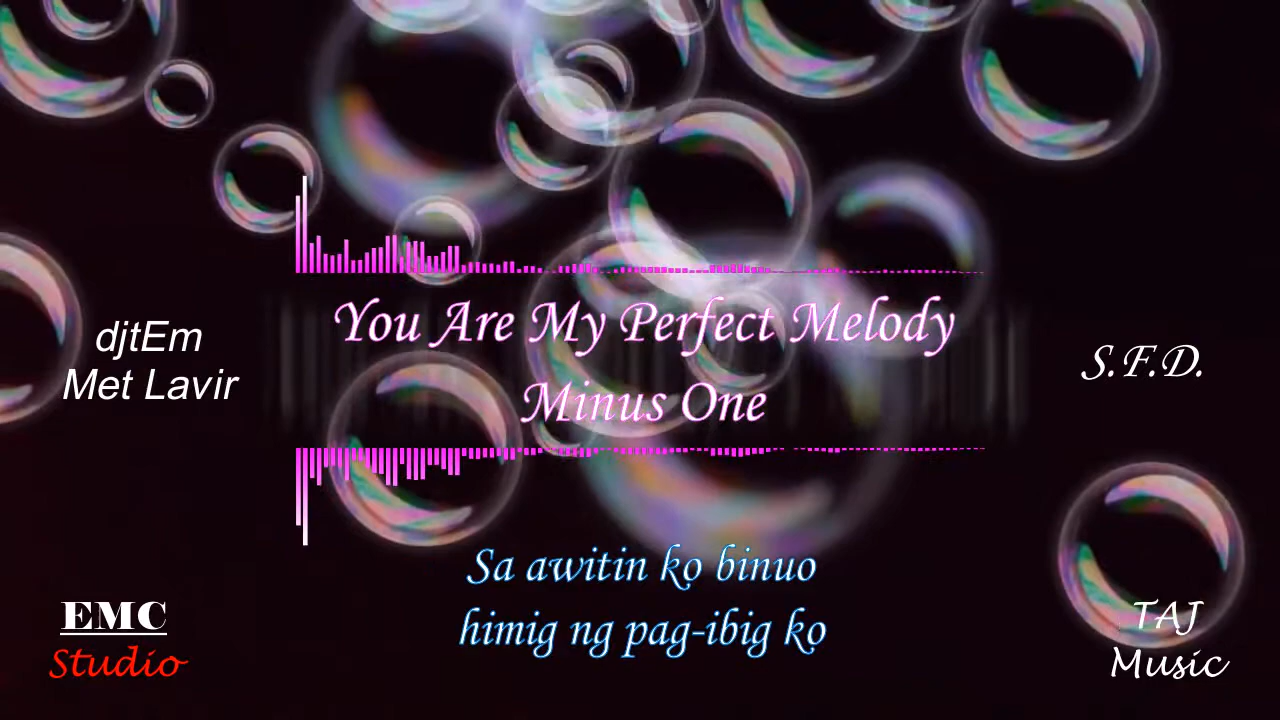 You Are My Perfect Melody
Minus One
djtEm
Met Lavir
S.F.D.
Sa awitin ko binuo
himig ng pag-ibig ko
EMC
Studio
TAJ
Music